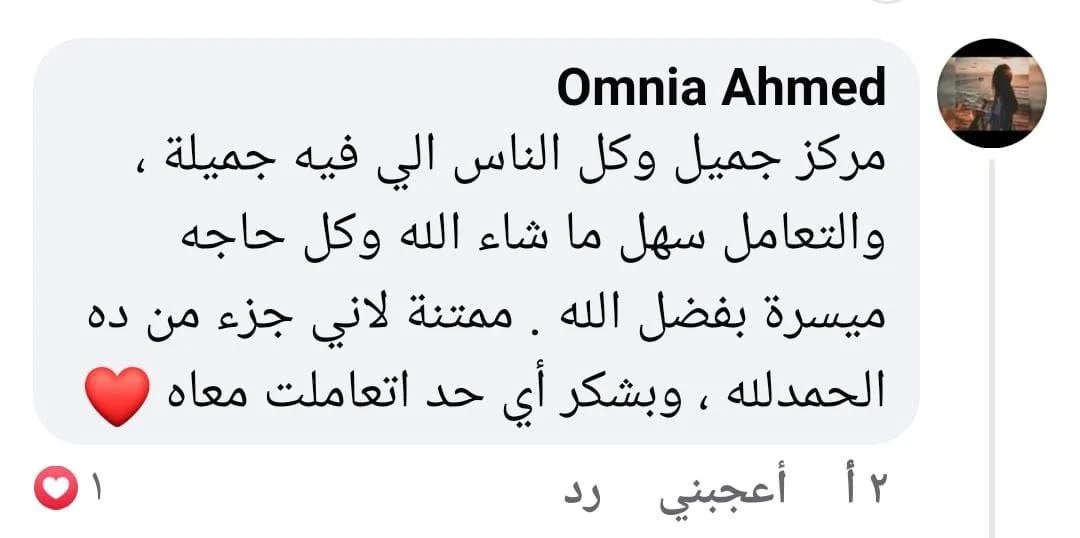 Omnia Ahmed
مركز جميل وكل الناس الي فيه جميلة ،
والتعامل سهل ما شاء الله وكل حاجه
ميسرة بفضل الله . ممتنة لاني جزء من ده
الحمدلله ، وبشكر أي حد اتعاملت معاه ❤️
٢ أ أعجبني رد ١